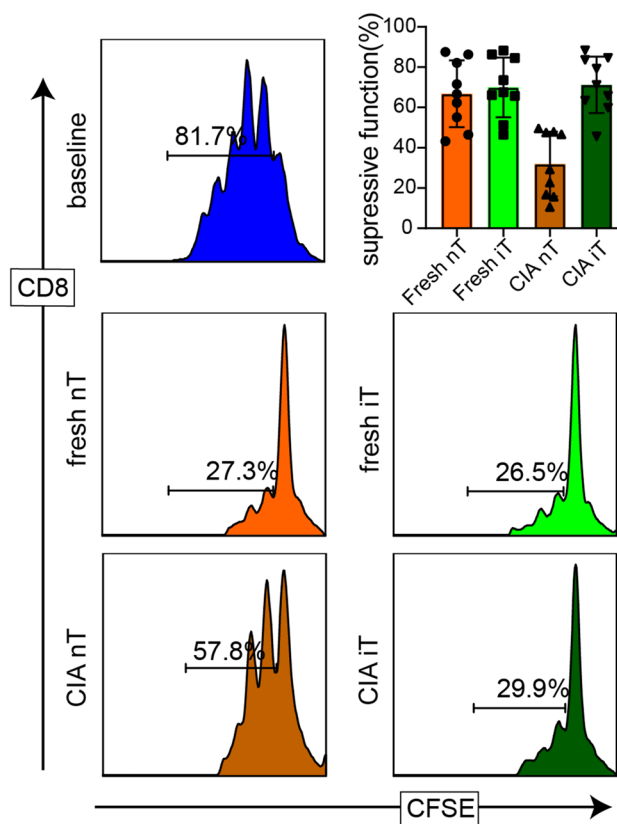 baseline
81.7%
supressive function(%)
100
80
60
40
20
0
Fresh nT
Fresh iT
CIA nT
CIA iT
CD8
fresh nT
27.3%
fresh iT
26.5%
CIA nT
57.8%
CIA iT
29.9%
CFSE